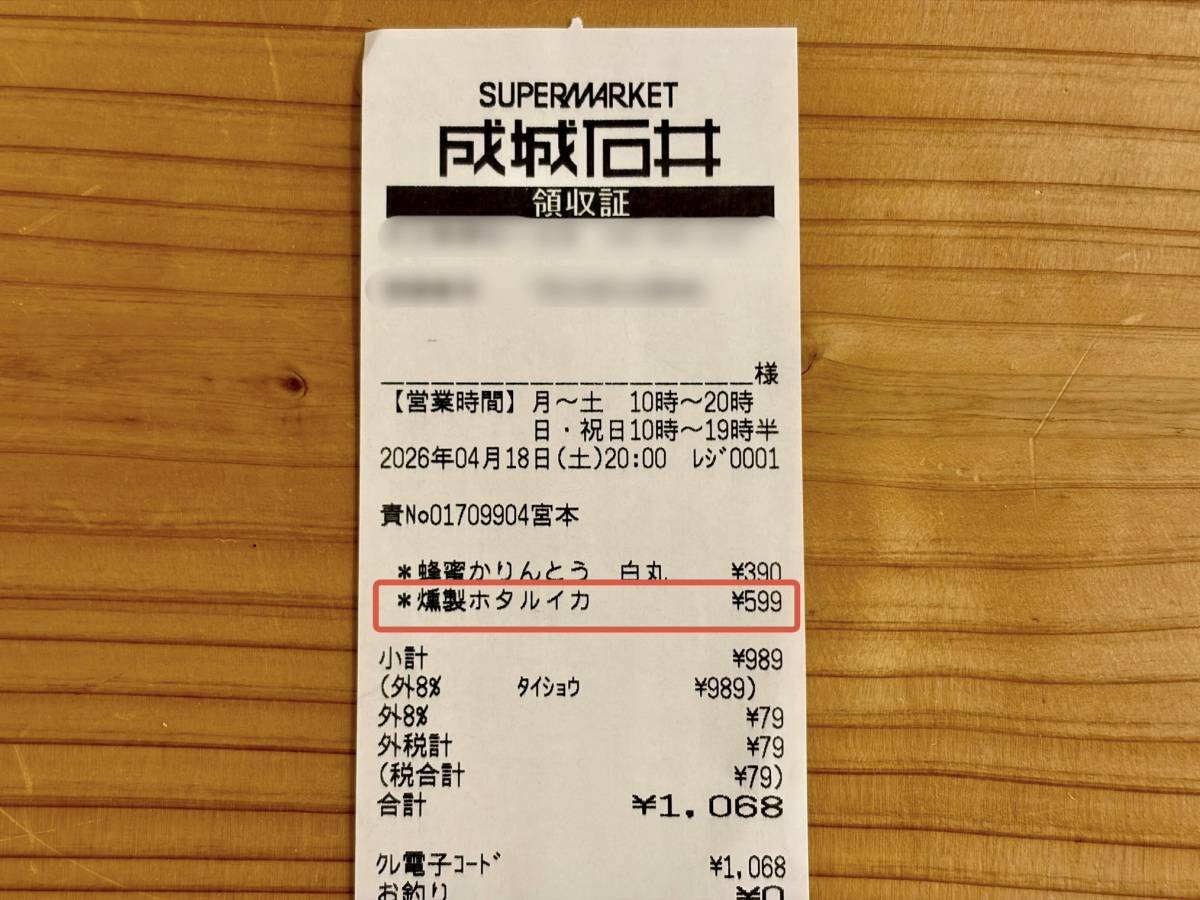 SUPERMARKET
成城石井
領収証
様
【営業時間】月～土 10時～20時
日・祝日10時～19時半
2026年04月18日(土)20:00 ﾚｼﾞ0001
責No01709904宮本
*蜂蜜かりんとう 白丸 ¥390
*燻製ホタルイカ ¥599
小計 ¥989
(外8% ﾀｲｼｮｳ ¥989)
外8% ¥79
外税計 ¥79
(税合計 ¥79)
合計 ¥1,068
ｸﾚ電子ｺｰﾄﾞ ¥1,068
お釣り ¥0